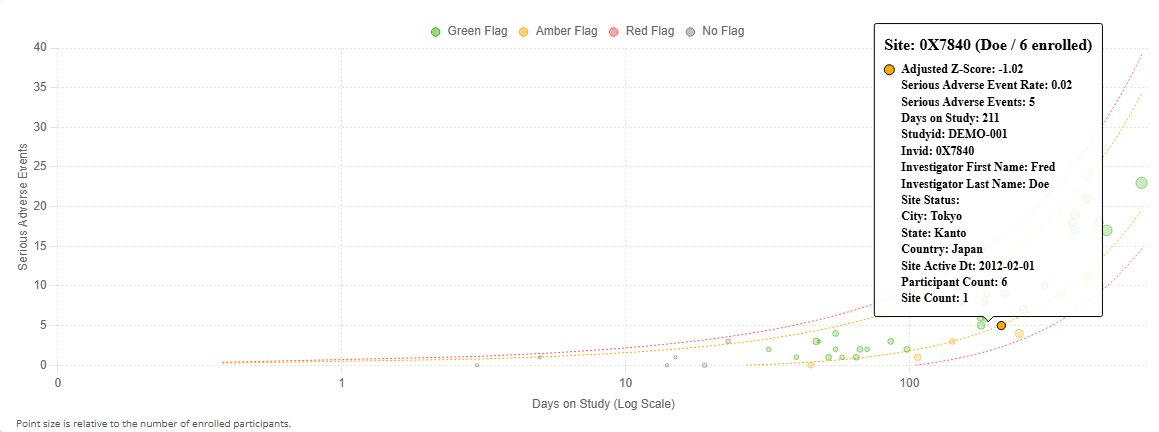 Green Flag Amber Flag Red Flag No Flag
Site: 0X7840 (Doe / 6 enrolled)
Adjusted Z-Score: -1.02
Serious Adverse Event Rate: 0.02
Serious Adverse Events: 5
Days on Study: 211
Studyid: DEMO-001
Invid: 0X7840
Investigator First Name: Fred
Investigator Last Name: Doe
Site Status:
City: Tokyo
State: Kanto
Country: Japan
Site Active Dt: 2012-02-01
Participant Count: 6
Site Count: 1
Serious Adverse Events
40
35
30
25
20
15
10
5
0
0 1 10 100
Days on Study (Log Scale)
Point size is relative to the number of enrolled participants.